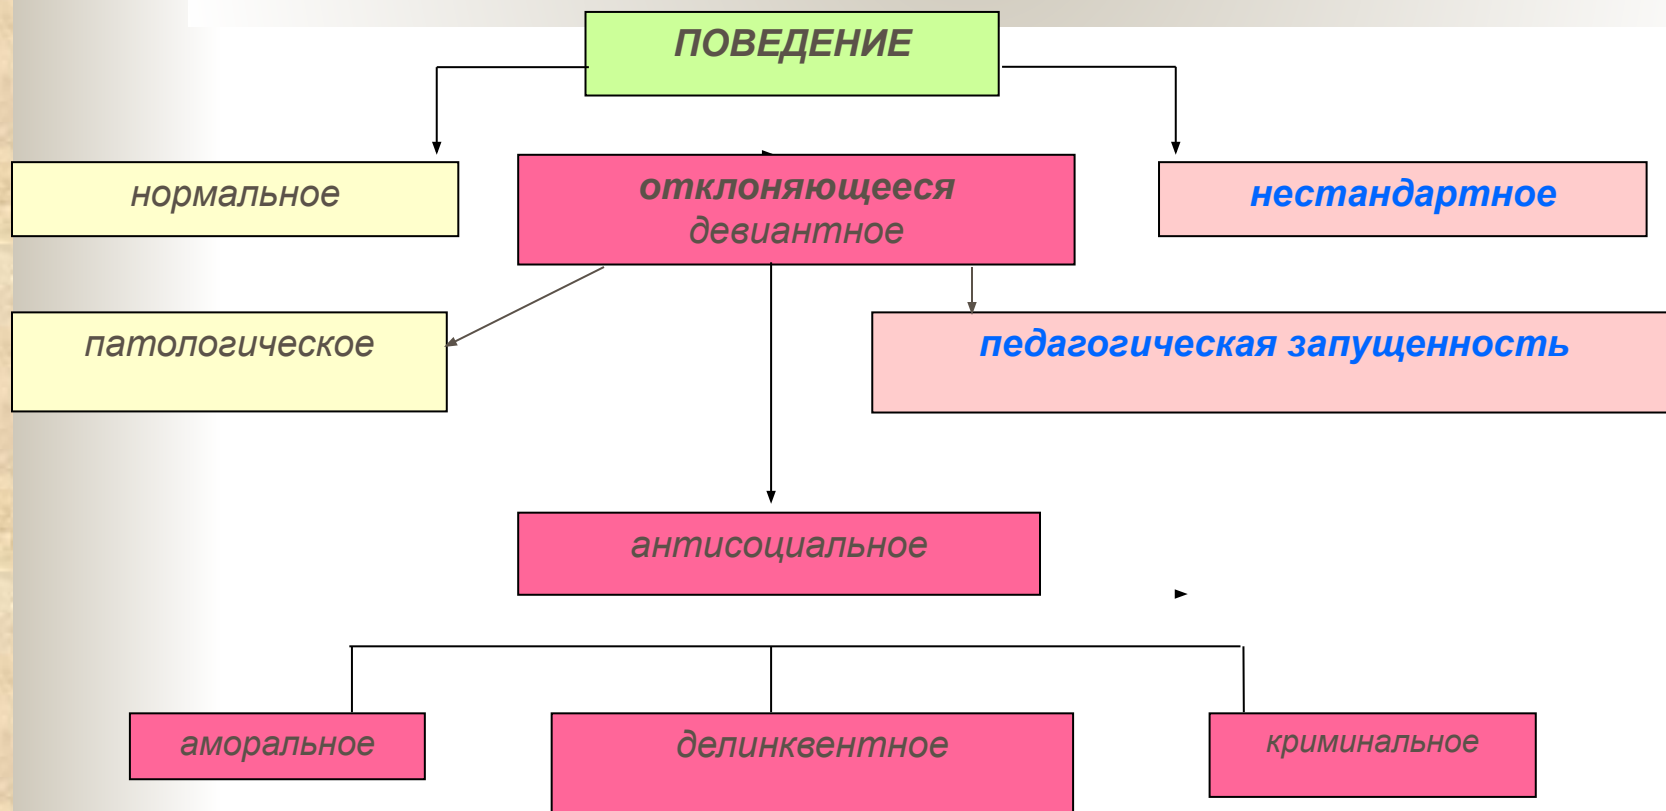 ПОВЕДЕНИЕ
нормальное
отклоняющееся
девиантное
нестандартное
патологическое
педагогическая запущенность
антисоциальное
аморальное
делинквентное
криминальное